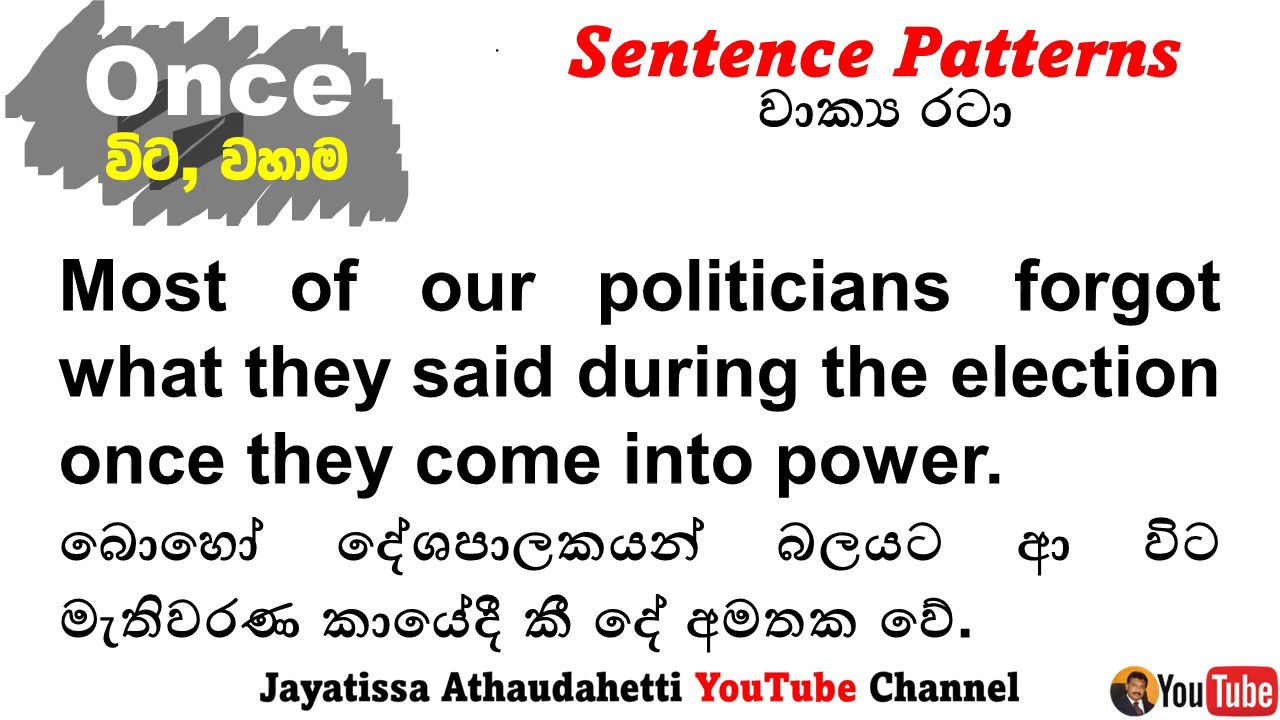 Once
විට, වහාම
Sentence Patterns
වාක්‍ය රටා
Most of our politicians forgot
what they said during the election
once they come into power.
බොහෝ දේශපාලකයන් බලයට ආ විට
මැතිවරණ කායේදී කී දේ අමතක වේ.
Jayatissa Athaudahetti YouTube Channel
YouTube